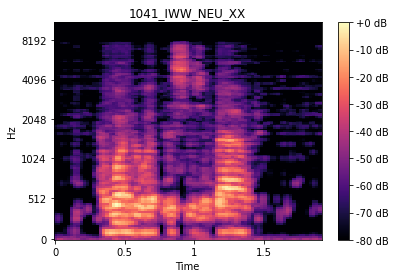 1041_IWW_NEU_XX
+0 dB
8192
-10 dB
4096
-20 dB
-30 dB
2048
Hz
-40 dB
1024
-50 dB
512
-60 dB
-70 dB
0
-80 dB
0 0.5 1 1.5
Time